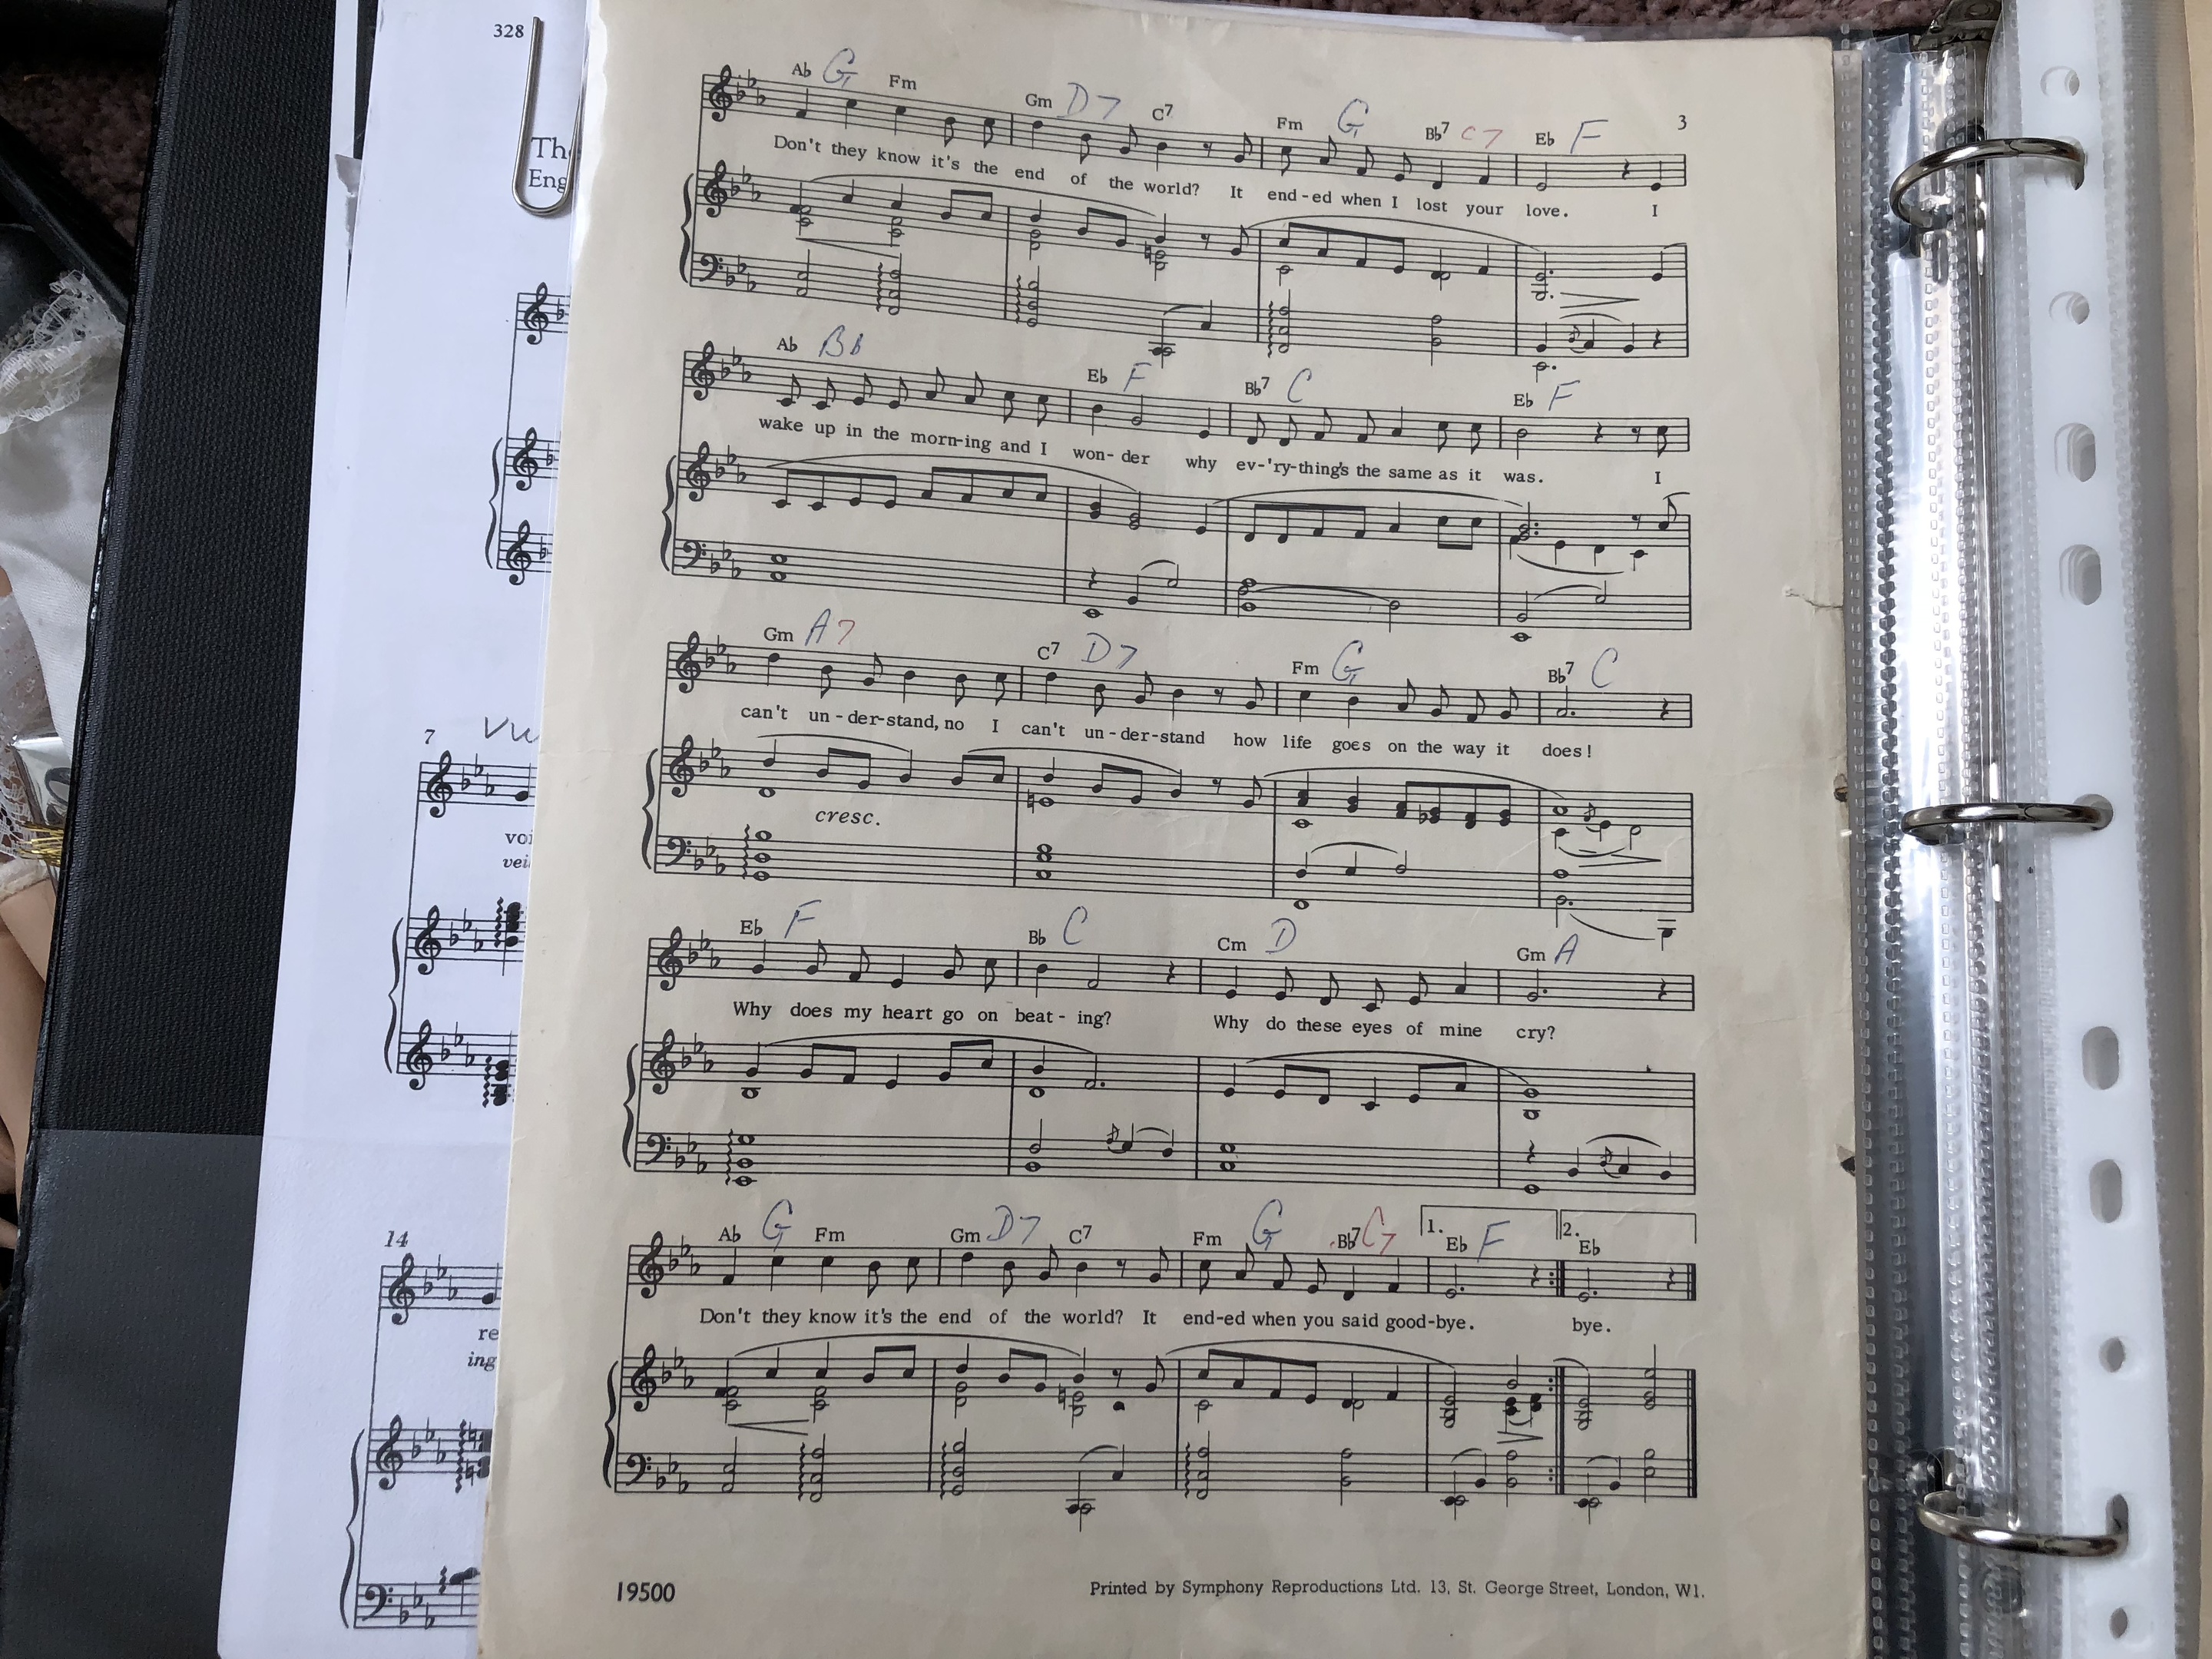 328
The
Eng
7
voi
vei
14
re
ing
3
Ab G Fm Gm D7 C7 Fm G Bb7 C7 Eb F
Don't they know it's the end of the world? It end-ed when I lost your love. I
Ab Bb Eb F Bb7 C Eb F
wake up in the morn-ing and I won-der why ev-'ry-thing's the same as it was. I
Gm A7 C7 D7 Fm G Bb7 C
can't un-der-stand, no I can't un-der-stand how life goes on the way it does!
cresc.
Eb F Bb C Cm D Gm A
Why does my heart go on beat-ing? Why do these eyes of mine cry?
Ab G Fm Gm D7 C7 Fm G Bb7 C7 1. Eb F 2. Eb
Don't they know it's the end of the world? It end-ed when you said good-bye. bye.
19500
Printed by Symphony Reproductions Ltd. 13, St. George Street, London, W1.